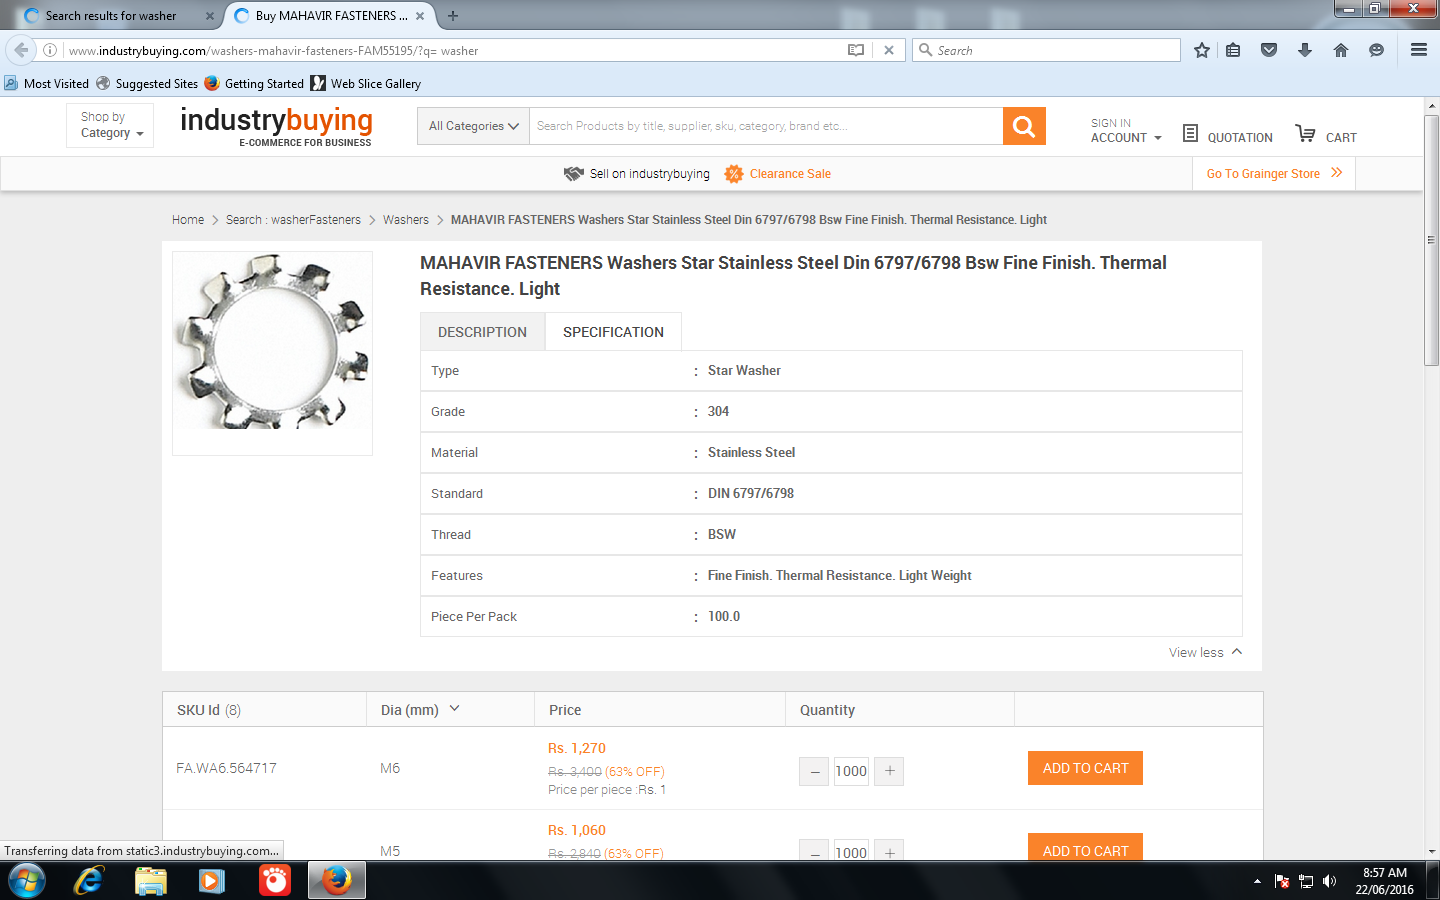 Search results for washer
Buy MAHAVIR FASTENERS ...
www.industrybuying.com/washers-mahavir-fasteners-FAM55195/?q= washer
Search
Most Visited
Suggested Sites
Getting Started
Web Slice Gallery
Shop by
Category
industrybuying
E-COMMERCE FOR BUSINESS
All Categories
Search Products by title, supplier, sku, category, brand etc...
SIGN IN
ACCOUNT
QUOTATION
CART
Sell on industrybuying
Clearance Sale
Go To Grainger Store
Home
Search : washerFasteners
Washers
MAHAVIR FASTENERS Washers Star Stainless Steel Din 6797/6798 Bsw Fine Finish. Thermal Resistance. Light
MAHAVIR FASTENERS Washers Star Stainless Steel Din 6797/6798 Bsw Fine Finish. Thermal
Resistance. Light
DESCRIPTION
SPECIFICATION
Type : Star Washer
Grade : 304
Material : Stainless Steel
Standard : DIN 6797/6798
Thread : BSW
Features : Fine Finish. Thermal Resistance. Light Weight
Piece Per Pack : 100.0
View less
SKU Id (8)
Dia (mm)
Price
Quantity
FA.WA6.564717
M6
Rs. 1,270
Rs. 3,400 (63% OFF)
Price per piece :Rs. 1
– 1000 +
ADD TO CART
M5
Rs. 1,060
Rs. 2,840 (63% OFF)
– 1000 +
ADD TO CART
Transferring data from static3.industrybuying.com...
8:57 AM
22/06/2016